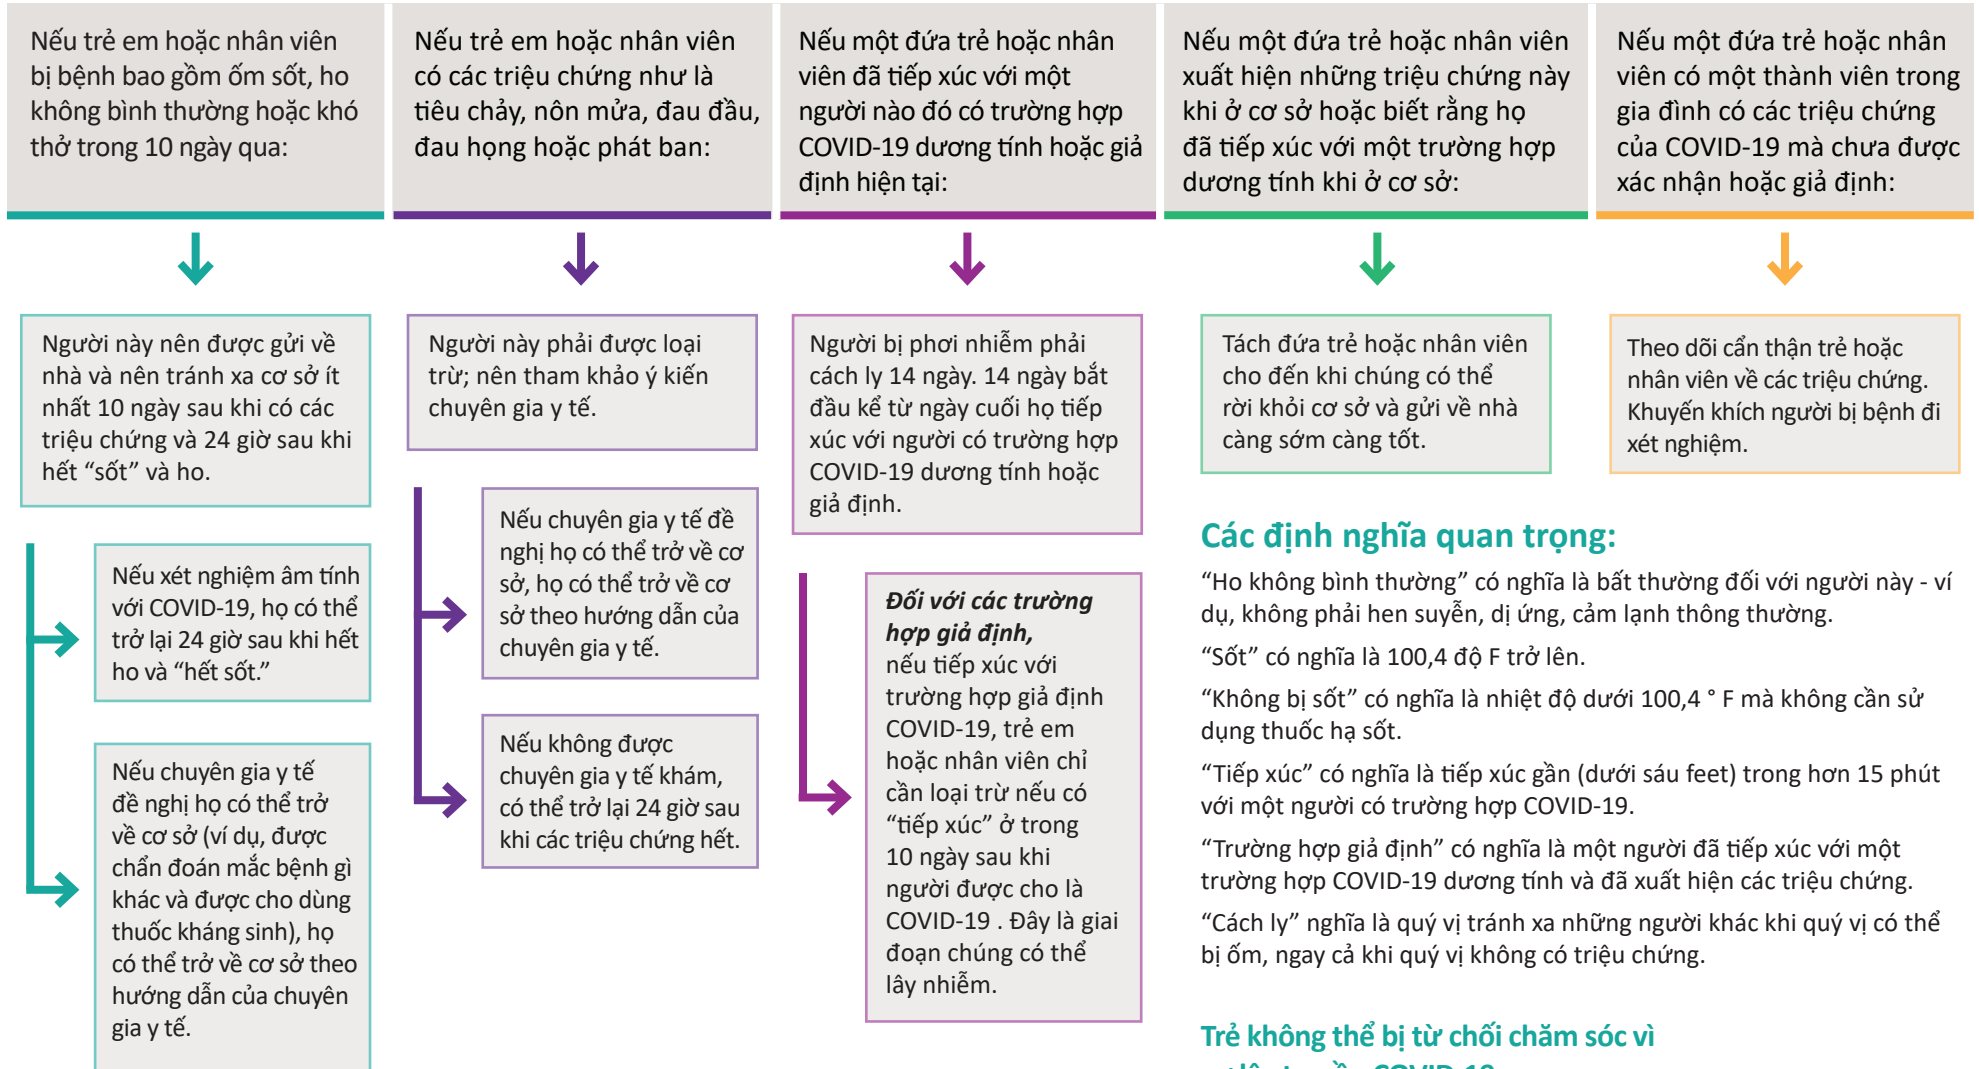 Nếu trẻ em hoặc nhân viên
bị bệnh bao gồm ốm sốt, ho
không bình thường hoặc khó
thở trong 10 ngày qua:
Người này nên được gửi về
nhà và nên tránh xa cơ sở ít
nhất 10 ngày sau khi có các
triệu chứng và 24 giờ sau khi
hết “sốt” và ho.
Nếu xét nghiệm âm tính
với COVID-19, họ có thể
trở lại 24 giờ sau khi hết
ho và “hết sốt.”
Nếu chuyên gia y tế
đề nghị họ có thể trở
về cơ sở (ví dụ, được
chẩn đoán mắc bệnh gì
khác và được cho dùng
thuốc kháng sinh), họ
có thể trở về cơ sở theo
hướng dẫn của chuyên
gia y tế.
Nếu trẻ em hoặc nhân viên
có các triệu chứng như là
tiêu chảy, nôn mửa, đau đầu,
đau họng hoặc phát ban:
Người này phải được loại
trừ; nên tham khảo ý kiến
chuyên gia y tế.
Nếu chuyên gia y tế đề
nghị họ có thể trở về cơ
sở, họ có thể trở về cơ
sở theo hướng dẫn của
chuyên gia y tế.
Nếu không được
chuyên gia y tế khám,
có thể trở lại 24 giờ sau
khi các triệu chứng hết.
Nếu một đứa trẻ hoặc nhân
viên đã tiếp xúc với một
người nào đó có trường hợp
COVID-19 dương tính hoặc giả
định hiện tại:
Người bị phơi nhiễm phải
cách ly 14 ngày. 14 ngày bắt
đầu kể từ ngày cuối họ tiếp
xúc với người có trường hợp
COVID-19 dương tính hoặc
giả định.
Đối với các trường
hợp giả định,
nếu tiếp xúc với
trường hợp giả định
COVID-19, trẻ em
hoặc nhân viên chỉ
cần loại trừ nếu có
“tiếp xúc” ở trong
10 ngày sau khi
người được cho là
COVID-19 . Đây là giai
đoạn chúng có thể
lây nhiễm.
Nếu một đứa trẻ hoặc nhân viên
xuất hiện những triệu chứng này
khi ở cơ sở hoặc biết rằng họ
đã tiếp xúc với một trường hợp
dương tính khi ở cơ sở:
Tách đứa trẻ hoặc nhân viên
cho đến khi chúng có thể
rời khỏi cơ sở và gửi về nhà
càng sớm càng tốt.
Nếu một đứa trẻ hoặc nhân
viên có một thành viên trong
gia đình có các triệu chứng
của COVID-19 mà chưa được
xác nhận hoặc giả định:
Theo dõi cẩn thận trẻ hoặc
nhân viên về các triệu chứng.
Khuyến khích người bị bệnh đi
xét nghiệm.
Các định nghĩa quan trọng:
“Ho không bình thường” có nghĩa là bất thường đối với người này - ví
dụ, không phải hen suyễn, dị ứng, cảm lạnh thông thường.
“Sốt” có nghĩa là 100,4 độ F trở lên.
“Không bị sốt” có nghĩa là nhiệt độ dưới 100,4 ° F mà không cần sử
dụng thuốc hạ sốt.
“Tiếp xúc” có nghĩa là tiếp xúc gần (dưới sáu feet) trong hơn 15 phút
với một người có trường hợp COVID-19.
“Trường hợp giả định” có nghĩa là một người đã tiếp xúc với một
trường hợp COVID-19 dương tính và đã xuất hiện các triệu chứng.
“Cách ly” nghĩa là quý vị tránh xa những người khác khi quý vị có thể
bị ốm, ngay cả khi quý vị không có triệu chứng.
Trẻ không thể bị từ chối chăm sóc vì